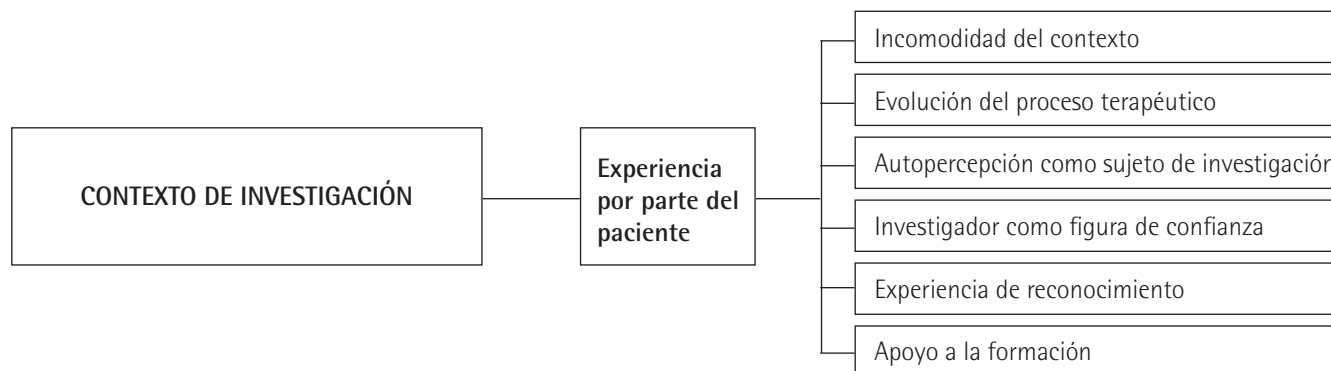 CONTEXTO DE INVESTIGACIÓN
Experiencia
por parte del
paciente
Incomodidad del contexto
Evolución del proceso terapéutico
Autopercepción como sujeto de investigación
Investigador como figura de confianza
Experiencia de reconocimiento
Apoyo a la formación